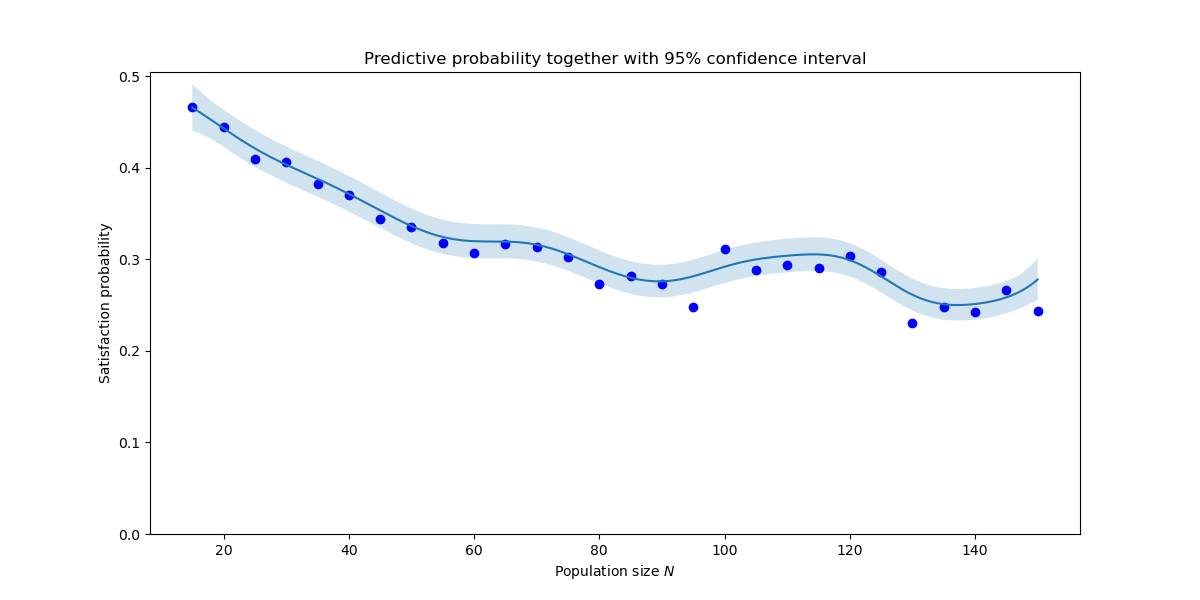 Predictive probability together with 95% confidence interval
0.5
0.4
0.3
0.2
0.1
0.0
Satisfaction probability
20 40 60 80 100 120 140
Population size N